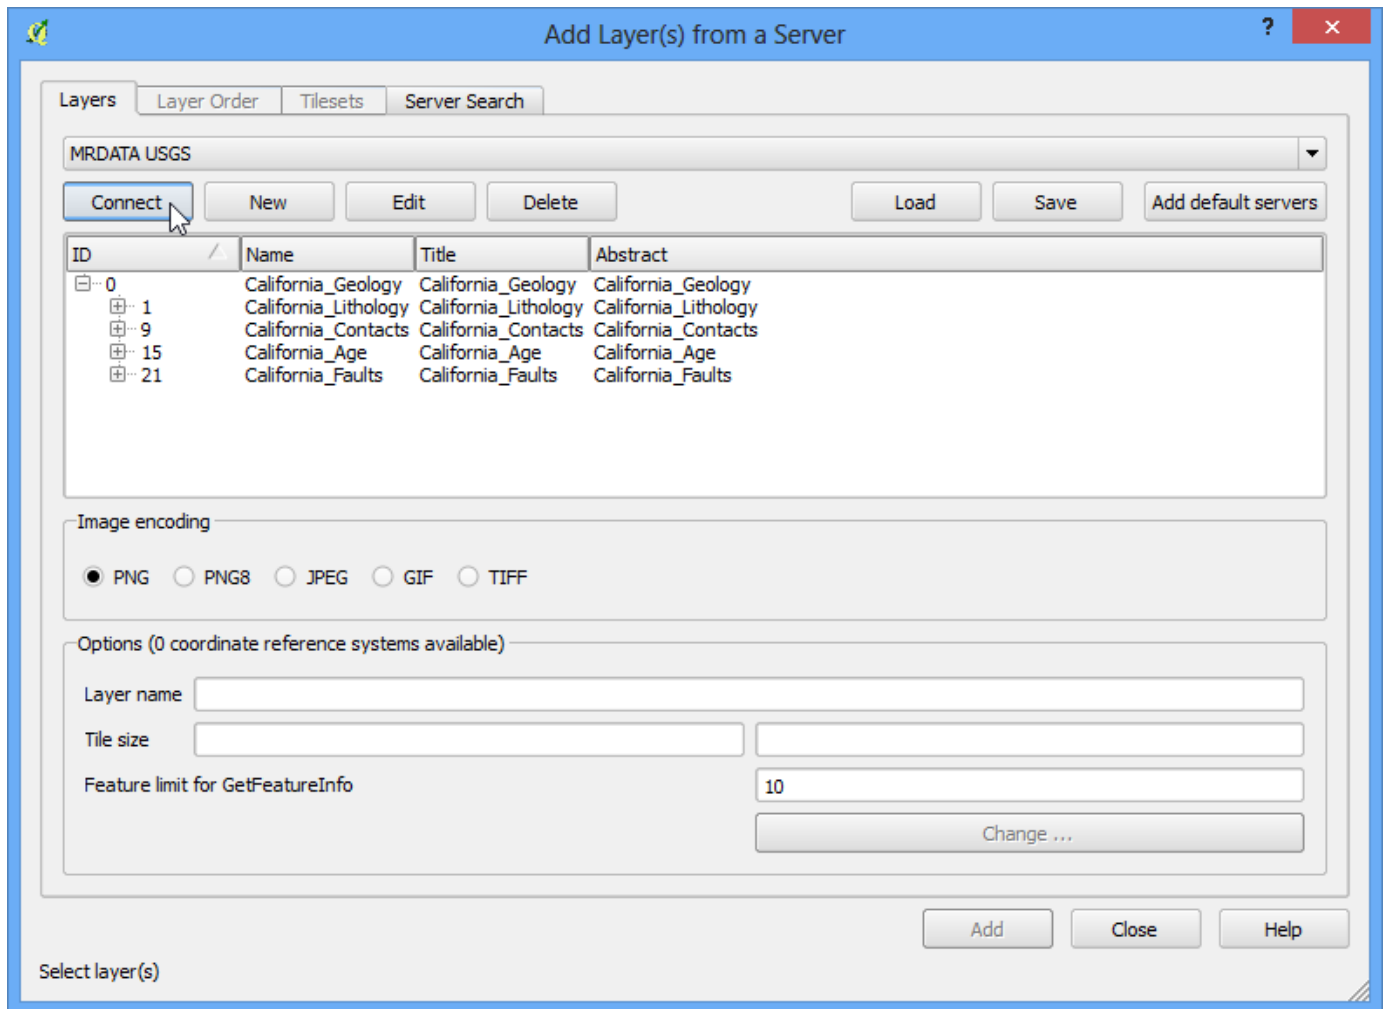 Add Layer(s) from a Server
?
Layers Layer Order Tilesets Server Search
MRDATA USGS
Connect New Edit Delete Load Save Add default servers
ID Name Title Abstract
0 California_Geology California_Geology California_Geology
1 California_Lithology California_Lithology California_Lithology
9 California_Contacts California_Contacts California_Contacts
15 California_Age California_Age California_Age
21 California_Faults California_Faults California_Faults
Image encoding
PNG PNG8 JPEG GIF TIFF
Options (0 coordinate reference systems available)
Layer name
Tile size
Feature limit for GetFeatureInfo 10
Change ...
Add Close Help
Select layer(s)